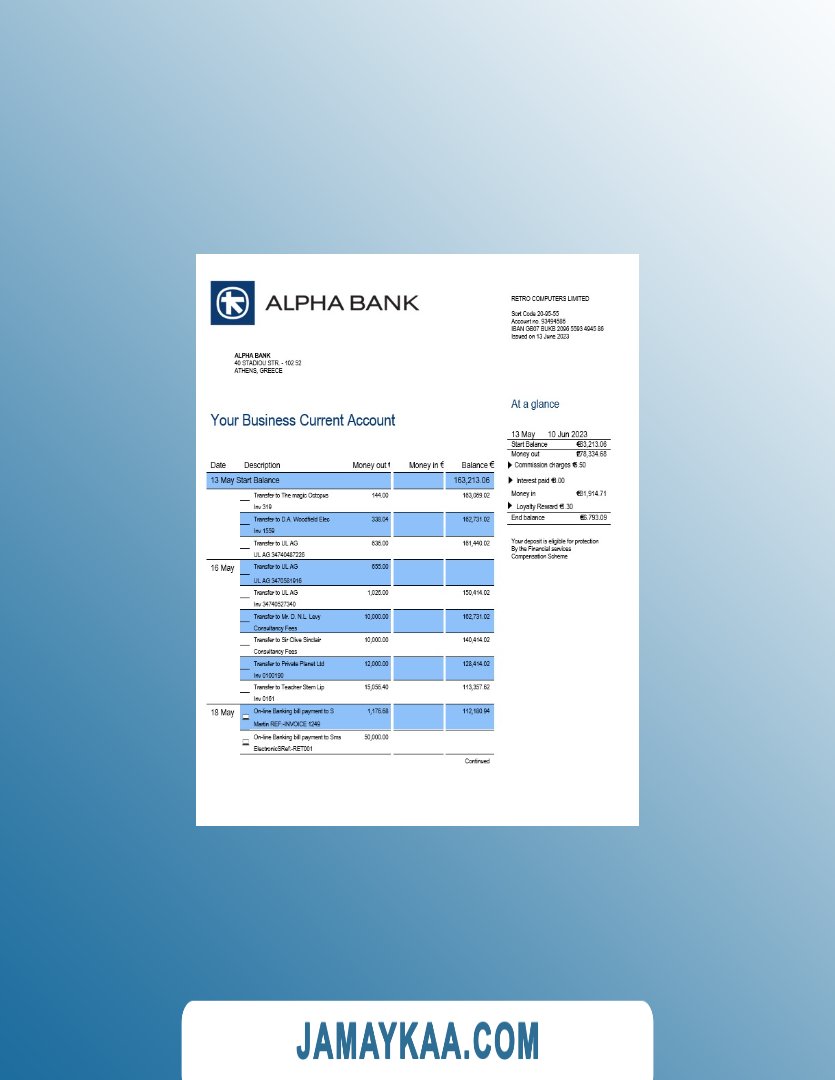 ALPHA BANK
RETRO COMPUTERS LIMITED
Sort Code 20-95-55
Account no. 93494585
IBAN GB07 BUKB 2096 5593 4945 86
Issued on 13 June 2023
ALPHA BANK
40 STADIOU STR. - 102 52
ATHENS, GREECE
At a glance
Your Business Current Account
13 May 10 Jun 2023
Start Balance €63,213.06
Money out €78,334.68
Commission charges €6.50
Interest paid €0.00
Money in €81,914.71
Loyalty Reward €1.30
End balance €6.793.09
Your deposit is eligible for protection
By the Financial services
Compensation Scheme
Date Description Money out € Money in € Balance €
13 May Start Balance 163,213.06
Transfer to The magic Octopus 144.00 163,069.02
Inv 319
Transfer to D.A. Woodfield Elec 338.04 162,731.02
Inv 1559
Transfer to UL AG 635.00 161,440.02
UL AG 34740487226
16 May Transfer to UL AG 655.00
UL AG 3470581916
Transfer to UL AG 1,026.00 150,414.02
Inv 34740827340
Transfer to Mr. D. N.L. Levy 10,000.00 162,731.02
Consultancy Fees
Transfer to Sir Clive Sinclair 10,000.00 140,414.02
Consultancy Fees
Transfer to Private Planet Ltd 12,000.00 128,414.02
Inv 0100190
Transfer to Teacher Stern Lip 15,056.40 113,357.62
Inv 0161
18 May On-line Banking bill payment to S 1,176.68 112,180.94
Martin REF:-INVOICE 1249
On-line Banking bill payment to Sms 50,000.00
ElectronicSRef:-RET001
Continued
JAMAYKAA.COM